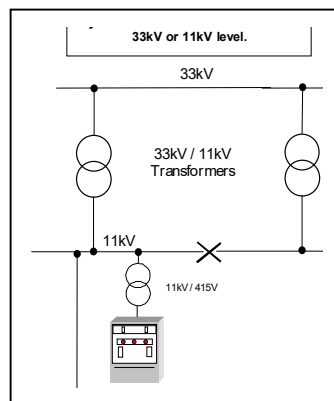 33kV or 11kV level.
33kV
33kV / 11kV
Transformers
11kV
11kV / 415V